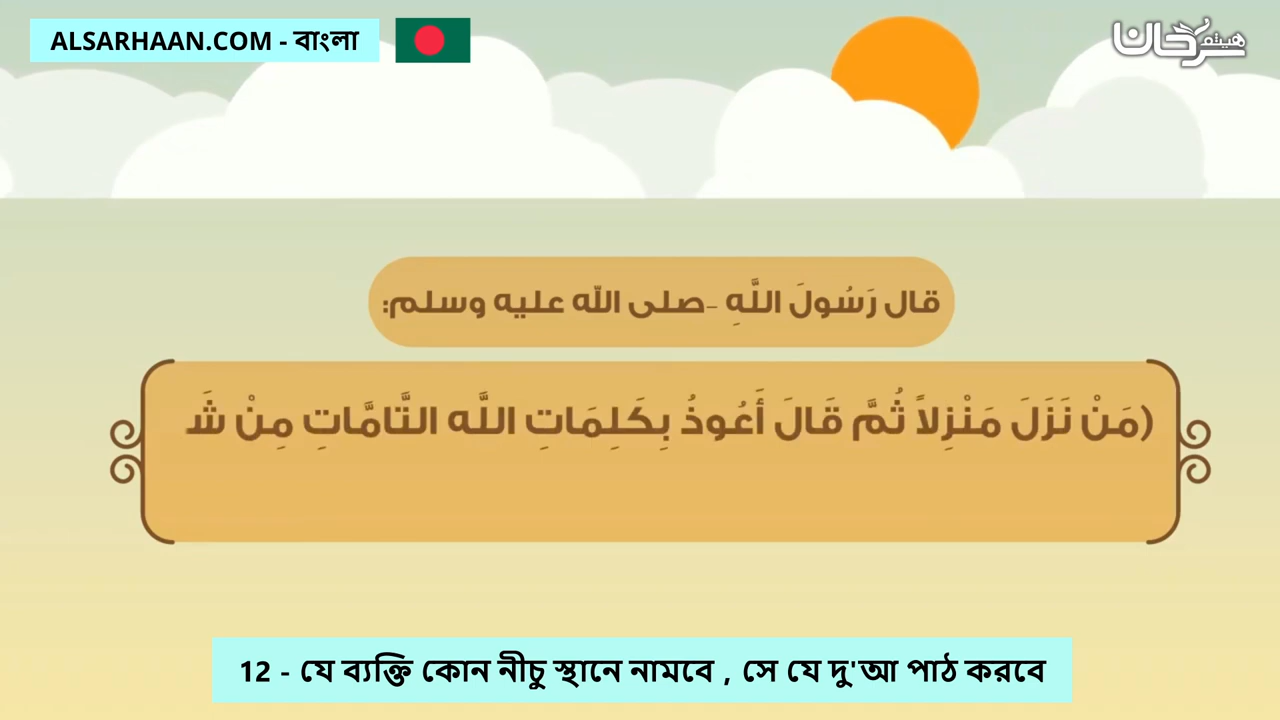 ALSARHAAN.COM - বাংলা
هيثم سرحان
قال رَسُولَ اللَّهِ -صلى اللّه عليه وسلم:
(مَنْ نَزَلَ مَنْزِلاً ثُمَّ قَالَ أَعُوذُ بِكَلِمَاتِ اللَّه التَّامَّاتِ مِنْ شَ
12 - যে ব্যক্তি কোন নীচু স্থানে নামবে , সে যে দু'আ পাঠ করবে